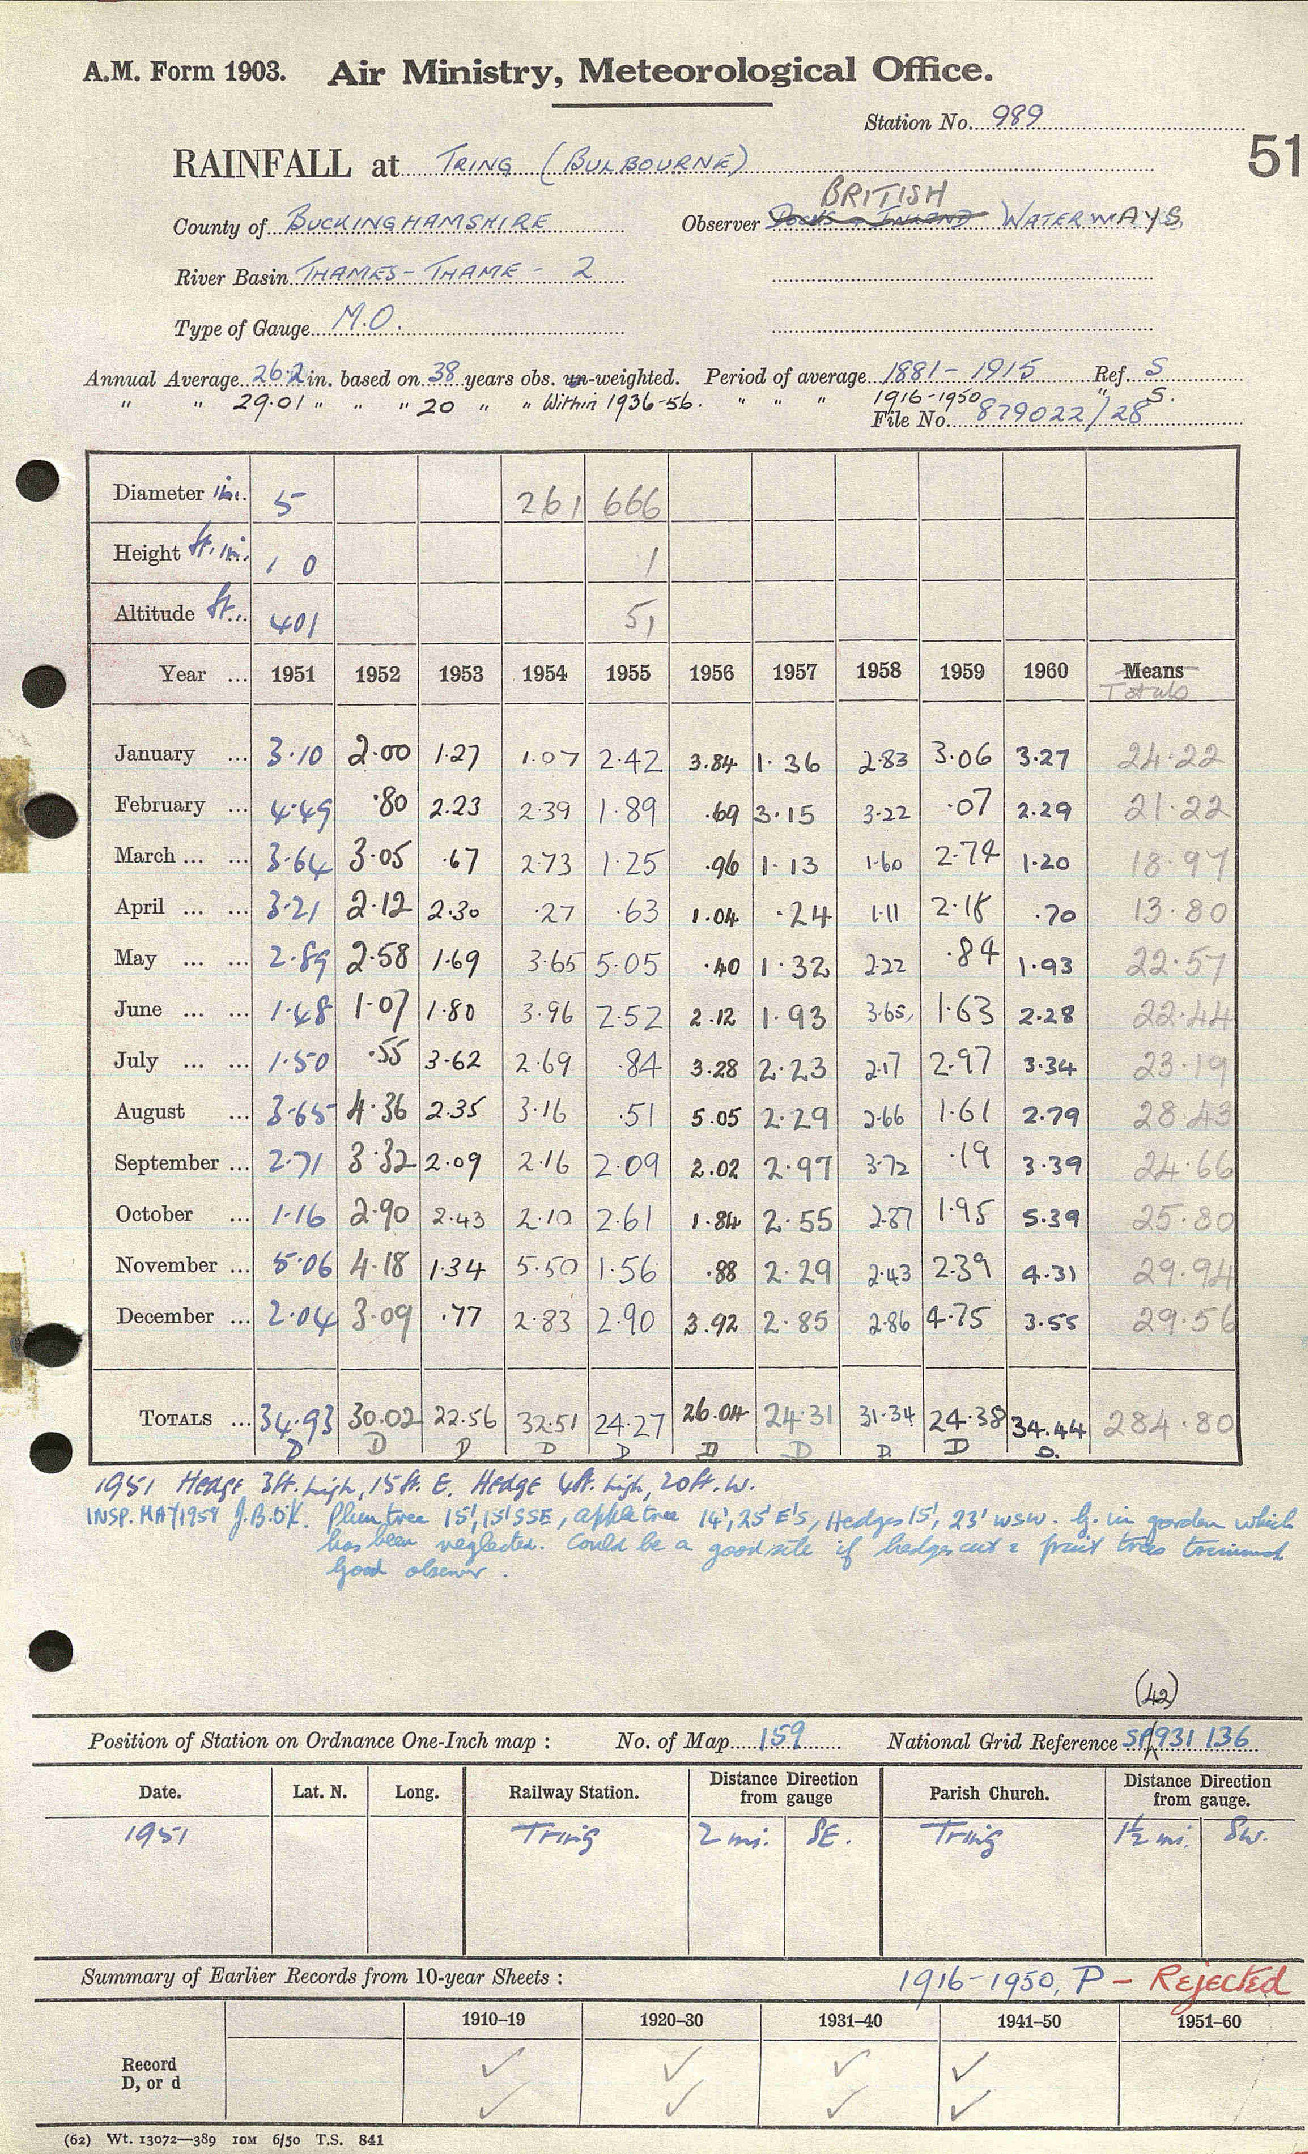 A.M. Form 1903. Air Ministry, Meteorological Office.
Station No. 989
51
RAINFALL at TRING (BULBOURNE)
BRITISH
County of BUCKINGHAMSHIRE Observer DOCKS & INLAND WATERWAYS
River Basin THAMES - THAME - 2
Type of Gauge M.O.
Annual Average 26.2 in. based on 38 years obs. un-weighted. Period of average 1881-1915 Ref. S
" " 29.01 " " " 20 " " Within 1936-56. " " " 1916-1950 " S.
File No. 879022/28
Diameter in. 5 261 666
Height ft. in. 1 0 1
Altitude ft. 401 51
Year ... 1951 1952 1953 1954 1955 1956 1957 1958 1959 1960 Means
Totals
January ... 3.10 2.00 1.27 1.07 2.42 3.84 1.36 2.83 3.06 3.27 24.22
February ... 4.49 .80 2.23 2.39 1.89 .69 3.15 3.22 .07 2.29 21.22
March ... ... 3.64 3.05 .67 2.73 1.25 .96 1.13 1.60 2.74 1.20 18.97
April ... ... 3.21 2.12 2.30 .27 .63 1.04 .24 1.11 2.18 .70 13.80
May ... ... 2.89 2.58 1.69 3.65 5.05 .40 1.32 2.22 .84 1.93 22.57
June ... ... 1.48 1.07 1.80 3.96 2.52 2.12 1.93 3.65 1.63 2.28 22.44
July ... ... 1.50 .55 3.62 2.69 .84 3.28 2.23 2.17 2.97 3.34 23.19
August ... 3.65 4.36 2.35 3.16 .51 5.05 2.29 2.66 1.61 2.79 28.43
September ... 2.71 3.32 2.09 2.16 2.09 2.02 2.97 3.72 .19 3.39 24.66
October ... 1.16 2.90 2.43 2.10 2.61 1.84 2.55 2.87 1.95 5.39 25.80
November ... 5.06 4.18 1.34 5.50 1.56 .88 2.29 2.43 2.39 4.31 29.94
December ... 2.04 3.09 .77 2.83 2.90 3.92 2.85 2.86 4.75 3.55 29.56
TOTALS ... 34.93 30.02 22.56 32.51 24.27 26.04 24.31 31.34 24.38 34.44 284.80
D D D D D D D D D D.
1951 Hedge 3ft. high, 15ft. E. Hedge 4ft. high, 20ft. W.
INSP. MAY 1958 J.B.O'K. Plum tree 15', 15' SSE, apple tree 14', 25' E'S, Hedges 15', 23' WSW. G. in garden which
has been neglected. Could be a good site if hedges cut & fruit trees trimmed
Good observer.
(42)
Position of Station on Ordnance One-Inch map : No. of Map 159 National Grid Reference SP 931 136
Date. Lat. N. Long. Railway Station. Distance Direction from gauge Parish Church. Distance Direction from gauge.
1951 Tring 2 mi. SE. Tring 1½ mi. SW.
Summary of Earlier Records from 10-year Sheets : 1916-1950, P - Rejected
1910–19 1920–30 1931–40 1941–50 1951–60
Record ✓ ✓ ✓ ✓
D, or d ✓ ✓ ✓ ✓
(62) Wt. 13072—389 IOM 6/50 T.S. 841